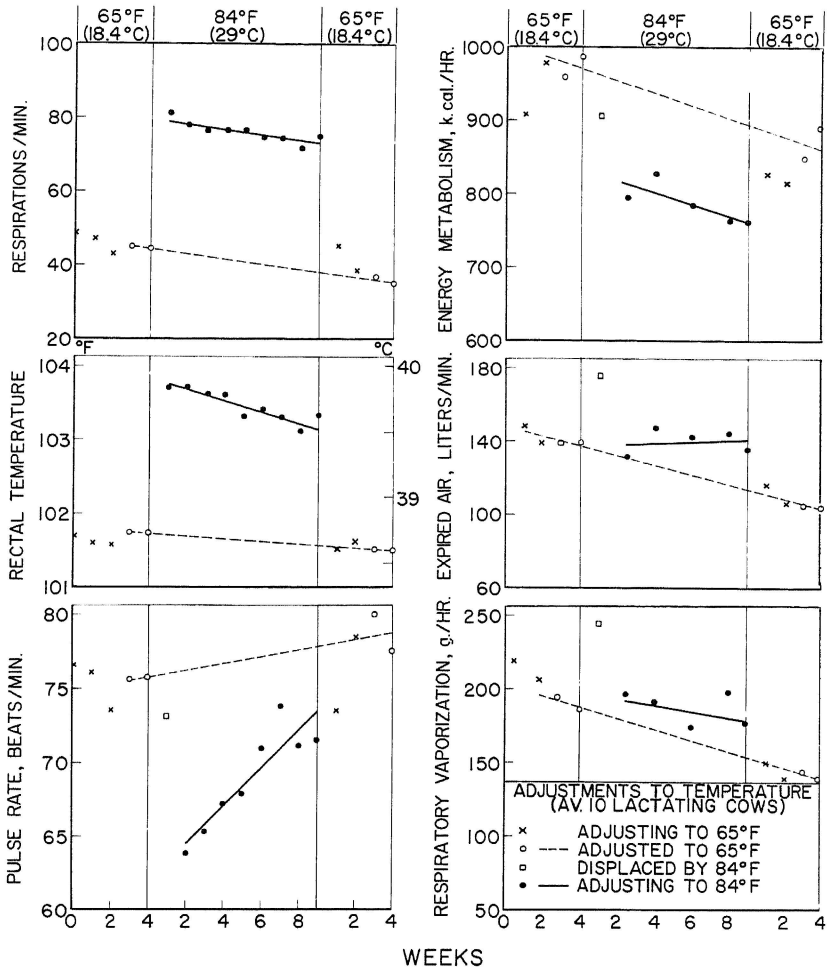 65°F 84°F 65°F
(18.4°C) (29°C) (18.4°C)
RESPIRATIONS/MIN.
100
80
60
40
20
°F °C
RECTAL TEMPERATURE
104
103
102
101
40
39
PULSE RATE, BEATS/MIN.
80
75
70
65
60
0 2 4 2 4 6 8 0 2 4
65°F 84°F 65°F
(18.4°C) (29°C) (18.4°C)
ENERGY METABOLISM, k.cal./HR.
1000
900
800
700
600
EXPIRED AIR, LITERS/MIN.
180
140
100
60
RESPIRATORY VAPORIZATION, g./HR.
250
200
150
100
50
ADJUSTMENTS TO TEMPERATURE
(AV. 10 LACTATING COWS)
× ADJUSTING TO 65°F
○ ---- ADJUSTED TO 65°F
□ DISPLACED BY 84°F
● — ADJUSTING TO 84°F
0 2 4 2 4 6 8 0 2 4
WEEKS